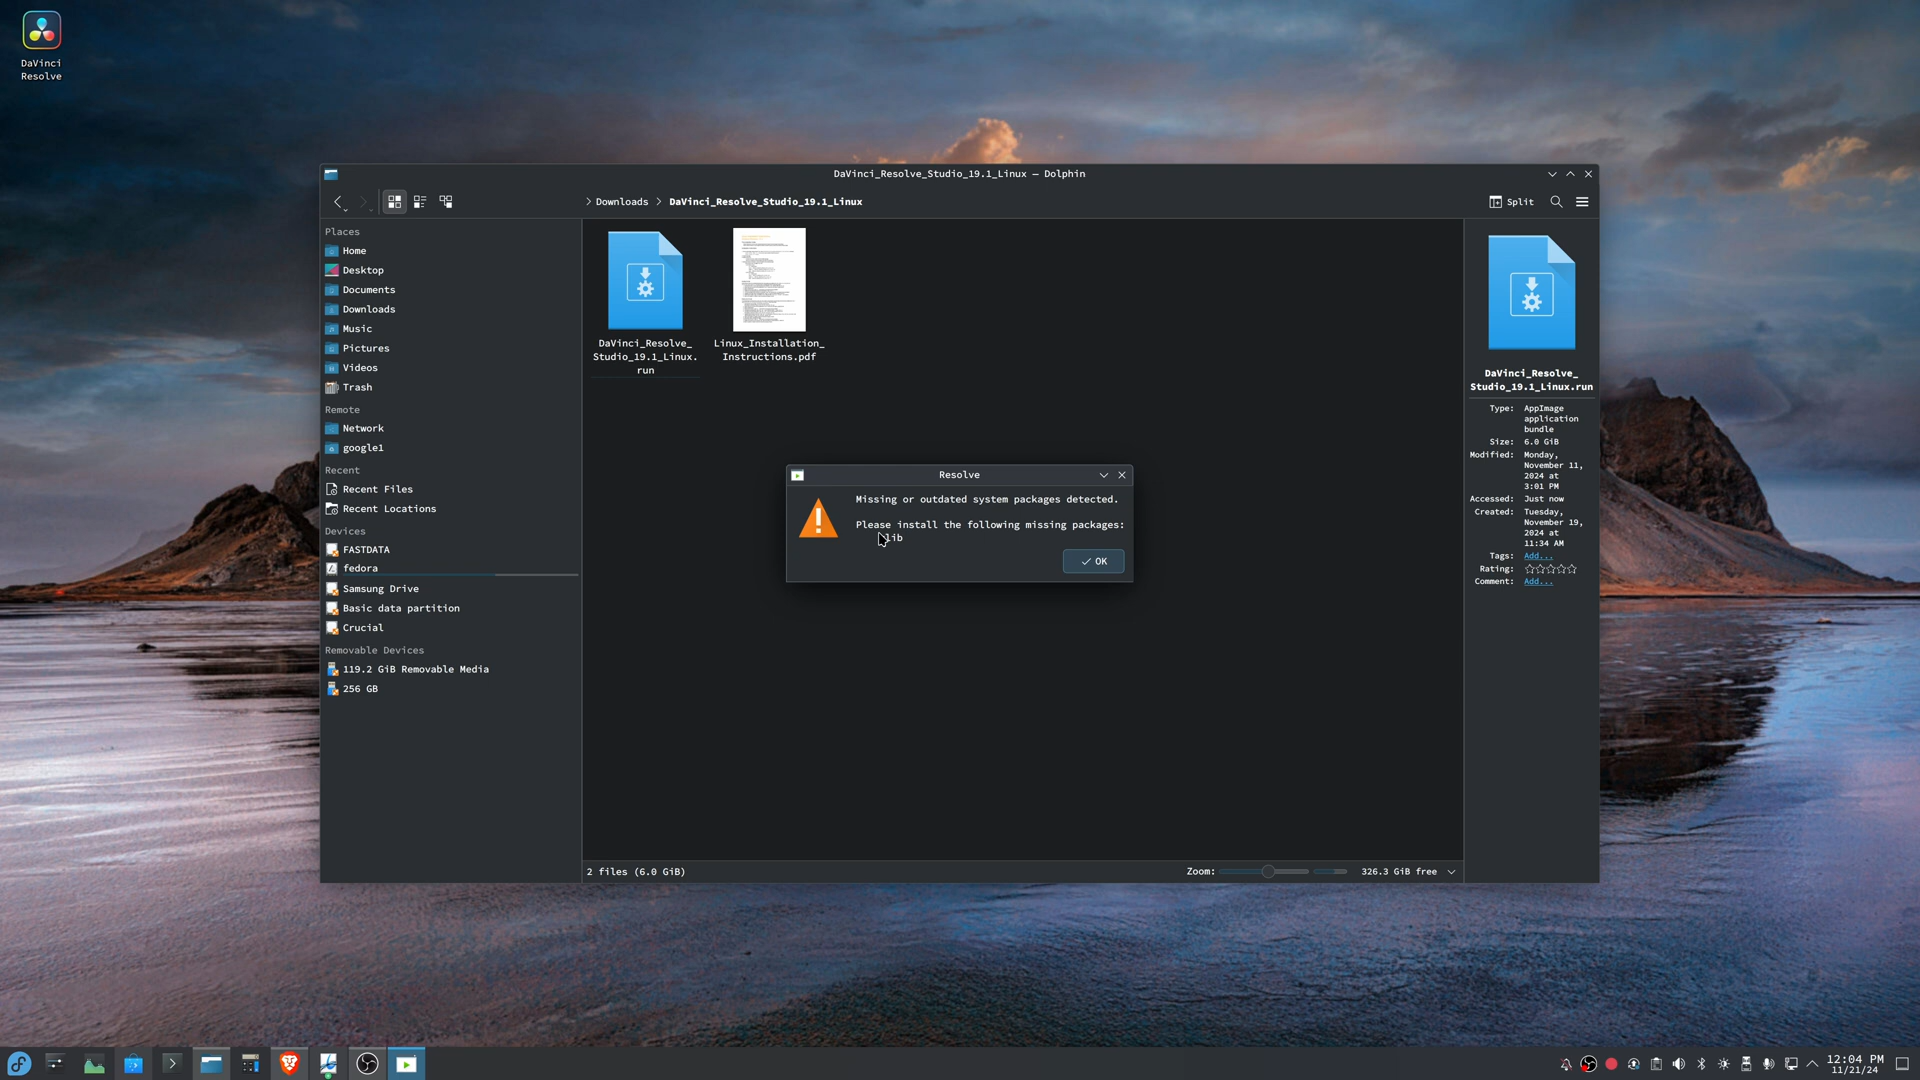 DaVinci
Resolve
DaVinci_Resolve_Studio_19.1_Linux — Dolphin
Downloads
DaVinci_Resolve_Studio_19.1_Linux
Split
Places
Home
Desktop
Documents
Downloads
Music
Pictures
Videos
Trash
Remote
Network
google1
Recent
Recent Files
Recent Locations
Devices
FASTDATA
fedora
Samsung Drive
Basic data partition
Crucial
Removable Devices
119.2 GiB Removable Media
256 GB
DaVinci_Resolve_
Studio_19.1_Linux.
run
Linux_Installation_
Instructions.pdf
Resolve
Missing or outdated system packages detected.
Please install the following missing packages:
OK
DaVinci_Resolve_
Studio_19.1_Linux.run
Type: AppImage
application
bundle
Size: 6.0 GiB
Modified: Monday,
November 11,
2024 at
3:01 PM
Accessed: Just now
Created: Tuesday,
November 19,
2024 at
11:34 AM
Tags: Add...
Rating:
Comment: Add...
2 files (6.0 GiB)
Zoom:
326.3 GiB free
12:04 PM
11/21/24